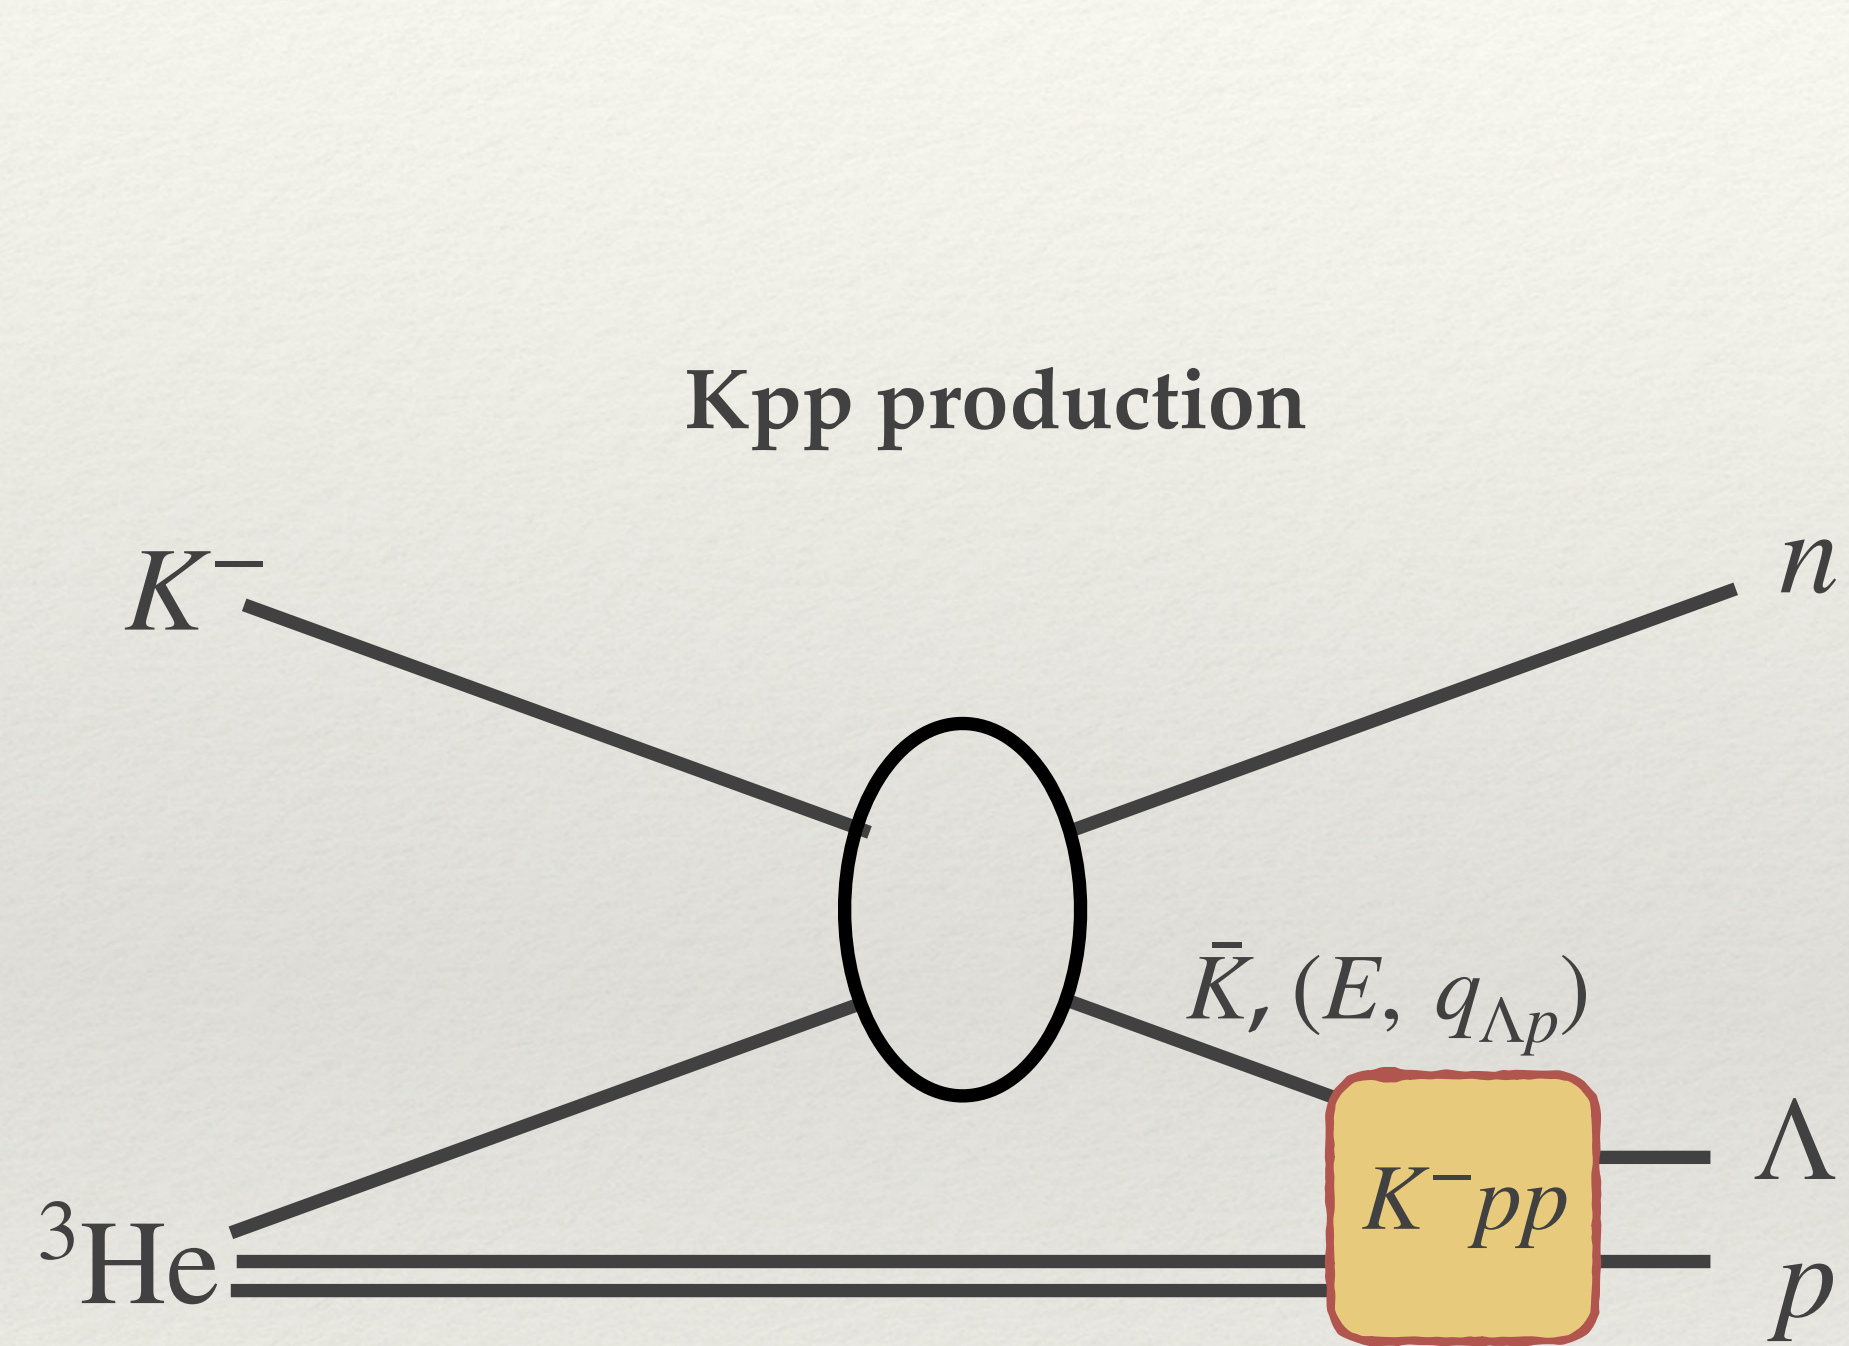 Kpp production
K⁻
n
K̄, (E, q_Λp)
Λ
K⁻pp
³He
p